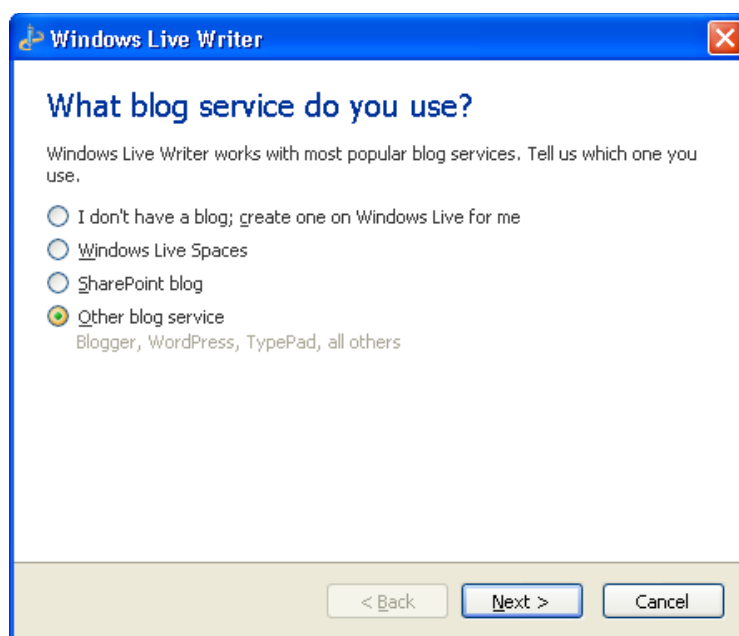 Windows Live Writer
What blog service do you use?
Windows Live Writer works with most popular blog services. Tell us which one you
use.
I don't have a blog; create one on Windows Live for me
Windows Live Spaces
SharePoint blog
Other blog service
Blogger, WordPress, TypePad, all others
< Back Next > Cancel